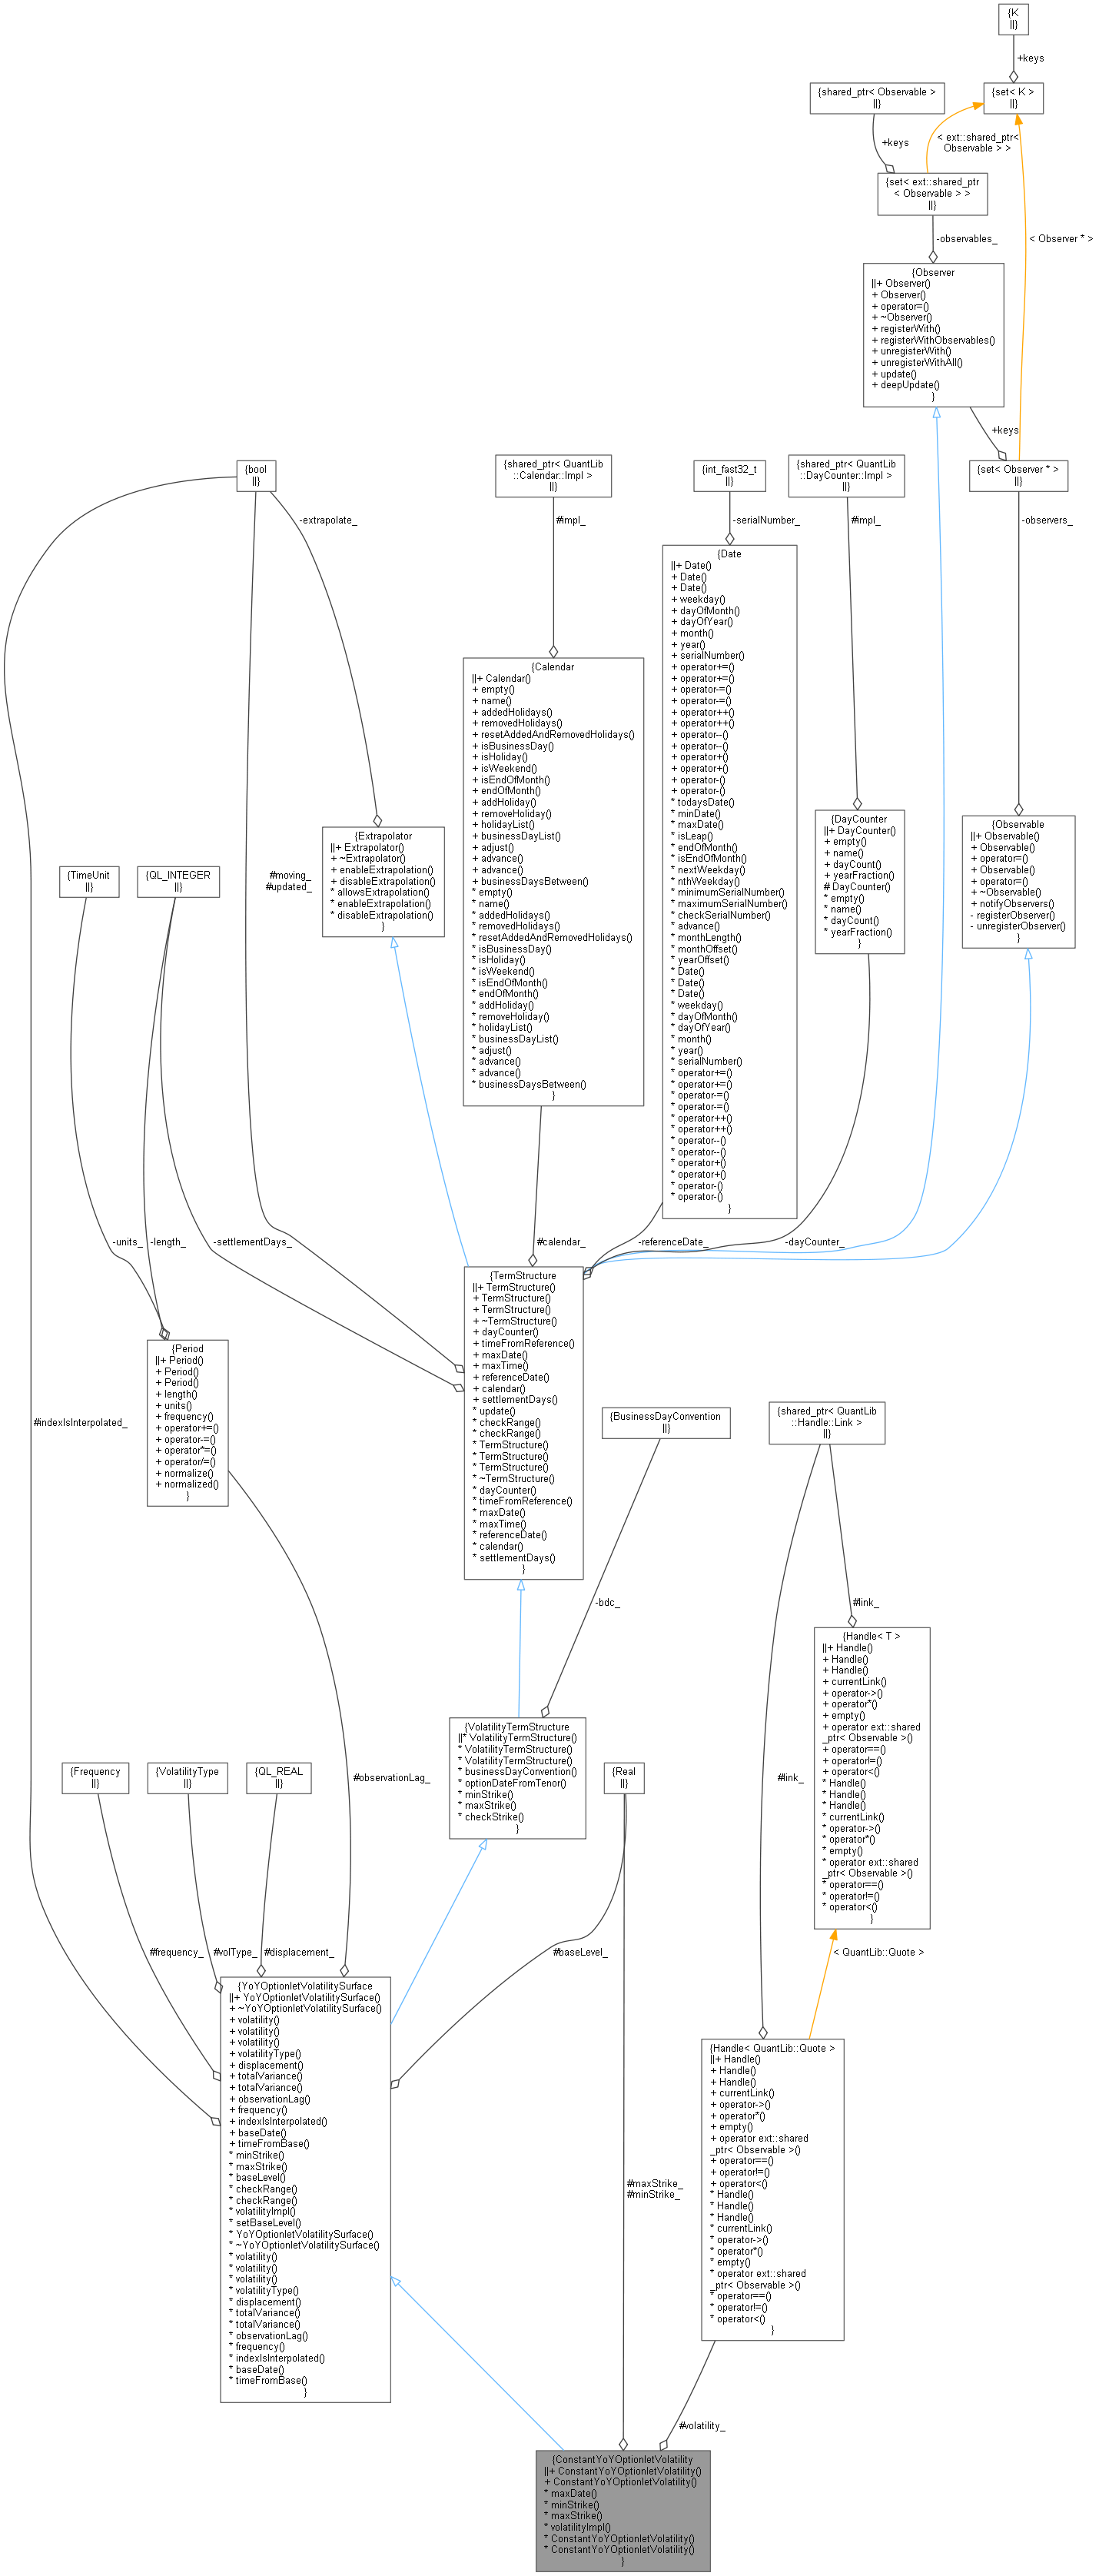 {K
||}
+keys
{shared_ptr< Observable >
||}
{set< K >
||}
+keys
< ext::shared_ptr<
Observable > >
{set< ext::shared_ptr
< Observable > >
||}
-observables_
< Observer * >
{Observer
||+ Observer()
+ Observer()
+ operator=()
+ ~Observer()
+ registerWith()
+ registerWithObservables()
+ unregisterWith()
+ unregisterWithAll()
+ update()
+ deepUpdate()
}
+keys
{bool
||}
{shared_ptr< QuantLib
::Calendar::Impl >
||}
{int_fast32_t
||}
{shared_ptr< QuantLib
::DayCounter::Impl >
||}
{set< Observer * >
||}
-extrapolate_
#impl_
-serialNumber_
#impl_
-observers_
{Date
||+ Date()
+ Date()
+ Date()
+ weekday()
+ dayOfMonth()
+ dayOfYear()
+ month()
+ year()
+ serialNumber()
+ operator+=()
+ operator+=()
+ operator-=()
+ operator-=()
+ operator++()
+ operator++()
+ operator--()
+ operator--()
+ operator+()
+ operator+()
+ operator-()
+ operator-()
* todaysDate()
* minDate()
* maxDate()
* isLeap()
* endOfMonth()
* isEndOfMonth()
* nextWeekday()
* nthWeekday()
* minimumSerialNumber()
* maximumSerialNumber()
* checkSerialNumber()
* advance()
* monthLength()
* monthOffset()
* yearOffset()
* Date()
* Date()
* Date()
* weekday()
* dayOfMonth()
* dayOfYear()
* month()
* year()
* serialNumber()
* operator+=()
* operator+=()
* operator-=()
* operator-=()
* operator++()
* operator++()
* operator--()
* operator--()
* operator+()
* operator+()
* operator-()
* operator-()
}
{Calendar
||+ Calendar()
+ empty()
+ name()
+ addedHolidays()
+ removedHolidays()
+ resetAddedAndRemovedHolidays()
+ isBusinessDay()
+ isHoliday()
+ isWeekend()
+ isEndOfMonth()
+ endOfMonth()
+ addHoliday()
+ removeHoliday()
+ holidayList()
+ businessDayList()
+ adjust()
+ advance()
+ advance()
+ businessDaysBetween()
* empty()
* name()
* addedHolidays()
* removedHolidays()
* resetAddedAndRemovedHolidays()
* isBusinessDay()
* isHoliday()
* isWeekend()
* isEndOfMonth()
* endOfMonth()
* addHoliday()
* removeHoliday()
* holidayList()
* businessDayList()
* adjust()
* advance()
* advance()
* businessDaysBetween()
}
{DayCounter
||+ DayCounter()
+ empty()
+ name()
+ dayCount()
+ yearFraction()
# DayCounter()
* empty()
* name()
* dayCount()
* yearFraction()
}
{Observable
||+ Observable()
+ Observable()
+ operator=()
+ Observable()
+ operator=()
+ ~Observable()
+ notifyObservers()
- registerObserver()
- unregisterObserver()
}
{Extrapolator
||+ Extrapolator()
+ ~Extrapolator()
+ enableExtrapolation()
+ disableExtrapolation()
* allowsExtrapolation()
* enableExtrapolation()
* disableExtrapolation()
}
{TimeUnit
||}
{QL_INTEGER
||}
#moving_
#updated_
-units_
-length_
-settlementDays_
#calendar_
-referenceDate_
-dayCounter_
{TermStructure
||+ TermStructure()
+ TermStructure()
+ TermStructure()
+ ~TermStructure()
+ dayCounter()
+ timeFromReference()
+ maxDate()
+ maxTime()
+ referenceDate()
+ calendar()
+ settlementDays()
* update()
* checkRange()
* checkRange()
* TermStructure()
* TermStructure()
* TermStructure()
* ~TermStructure()
* dayCounter()
* timeFromReference()
* maxDate()
* maxTime()
* referenceDate()
* calendar()
* settlementDays()
}
{Period
||+ Period()
+ Period()
+ Period()
+ length()
+ units()
+ frequency()
+ operator+=()
+ operator-=()
+ operator*=()
+ operator/=()
+ normalize()
+ normalized()
}
#indexIsInterpolated_
{BusinessDayConvention
||}
{shared_ptr< QuantLib
::Handle::Link >
||}
-bdc_
#link_
{Handle< T >
||+ Handle()
+ Handle()
+ Handle()
+ currentLink()
+ operator->()
+ operator*()
+ empty()
+ operator ext::shared
_ptr< Observable >()
+ operator==()
+ operator!=()
+ operator<()
* Handle()
* Handle()
* Handle()
* currentLink()
* operator->()
* operator*()
* empty()
* operator ext::shared
_ptr< Observable >()
* operator==()
* operator!=()
* operator<()
}
{VolatilityTermStructure
||* VolatilityTermStructure()
* VolatilityTermStructure()
* VolatilityTermStructure()
* businessDayConvention()
* optionDateFromTenor()
* minStrike()
* maxStrike()
* checkStrike()
}
{Frequency
||}
{VolatilityType
||}
{QL_REAL
||}
#observationLag_
{Real
||}
#link_
#frequency_
#volType_
#displacement_
#baseLevel_
< QuantLib::Quote >
{YoYOptionletVolatilitySurface
||+ YoYOptionletVolatilitySurface()
+ ~YoYOptionletVolatilitySurface()
+ volatility()
+ volatility()
+ volatility()
+ volatilityType()
+ displacement()
+ totalVariance()
+ totalVariance()
+ observationLag()
+ frequency()
+ indexIsInterpolated()
+ baseDate()
+ timeFromBase()
* minStrike()
* maxStrike()
* baseLevel()
* checkRange()
* checkRange()
* volatilityImpl()
* setBaseLevel()
* YoYOptionletVolatilitySurface()
* ~YoYOptionletVolatilitySurface()
* volatility()
* volatility()
* volatility()
* volatilityType()
* displacement()
* totalVariance()
* totalVariance()
* observationLag()
* frequency()
* indexIsInterpolated()
* baseDate()
* timeFromBase()
}
#maxStrike_
#minStrike_
{Handle< QuantLib::Quote >
||+ Handle()
+ Handle()
+ Handle()
+ currentLink()
+ operator->()
+ operator*()
+ empty()
+ operator ext::shared
_ptr< Observable >()
+ operator==()
+ operator!=()
+ operator<()
* Handle()
* Handle()
* Handle()
* currentLink()
* operator->()
* operator*()
* empty()
* operator ext::shared
_ptr< Observable >()
* operator==()
* operator!=()
* operator<()
}
#volatility_
{ConstantYoYOptionletVolatility
||+ ConstantYoYOptionletVolatility()
+ ConstantYoYOptionletVolatility()
* maxDate()
* minStrike()
* maxStrike()
* volatilityImpl()
* ConstantYoYOptionletVolatility()
* ConstantYoYOptionletVolatility()
}